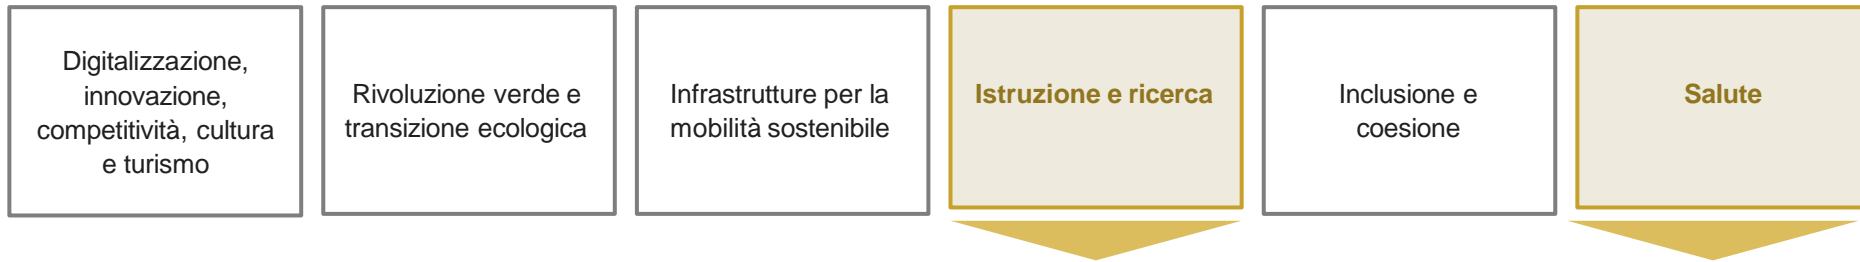 Digitalizzazione,
innovazione,
competitività, cultura
e turismo
Rivoluzione verde e
transizione ecologica
Infrastrutture per la
mobilità sostenibile
Istruzione e ricerca
Inclusione e
coesione
Salute